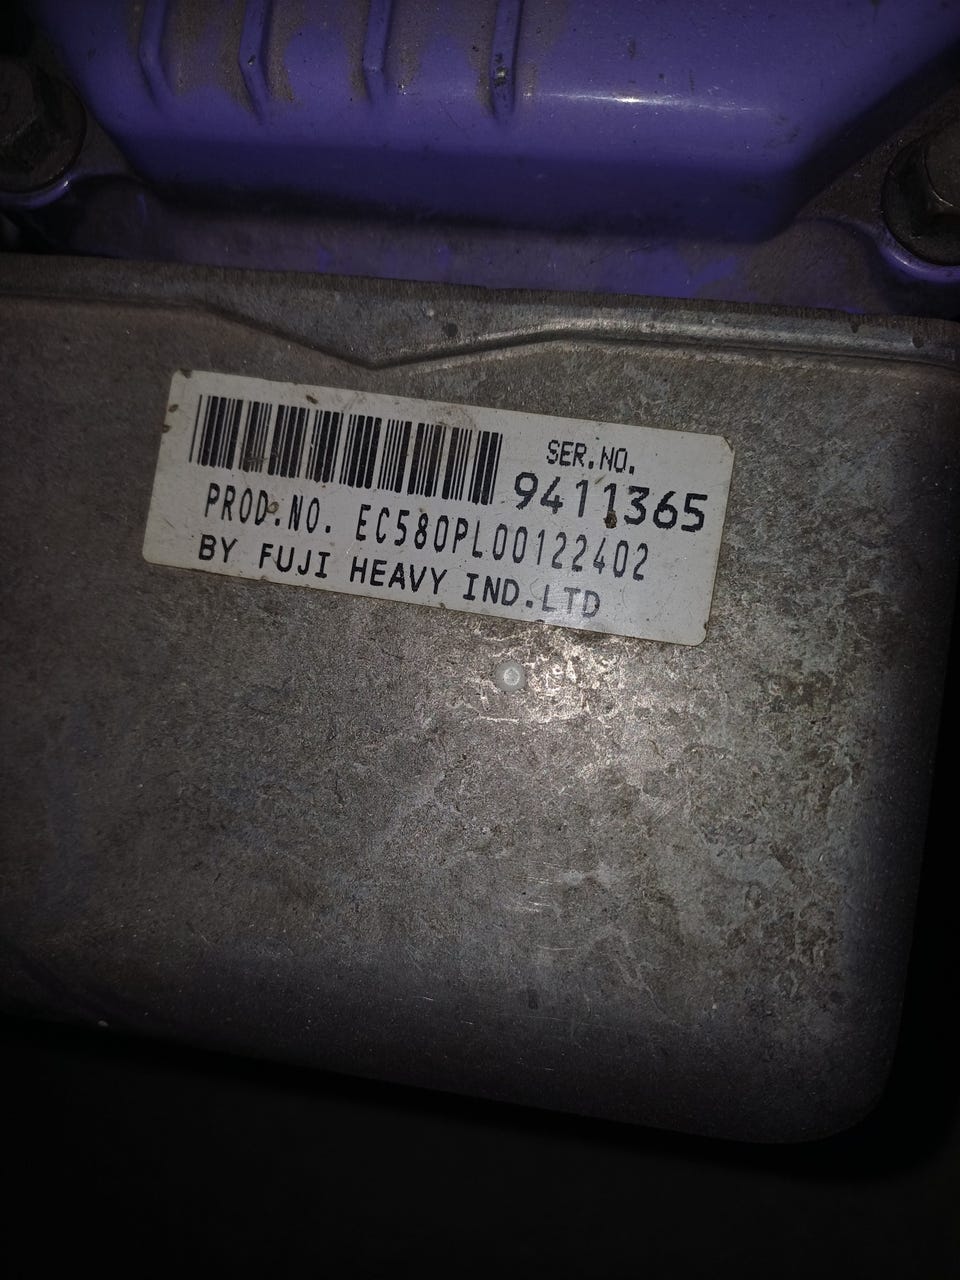 SER.NO.
9411365
PROD.NO. EC580PL00122402
BY FUJI HEAVY IND.LTD